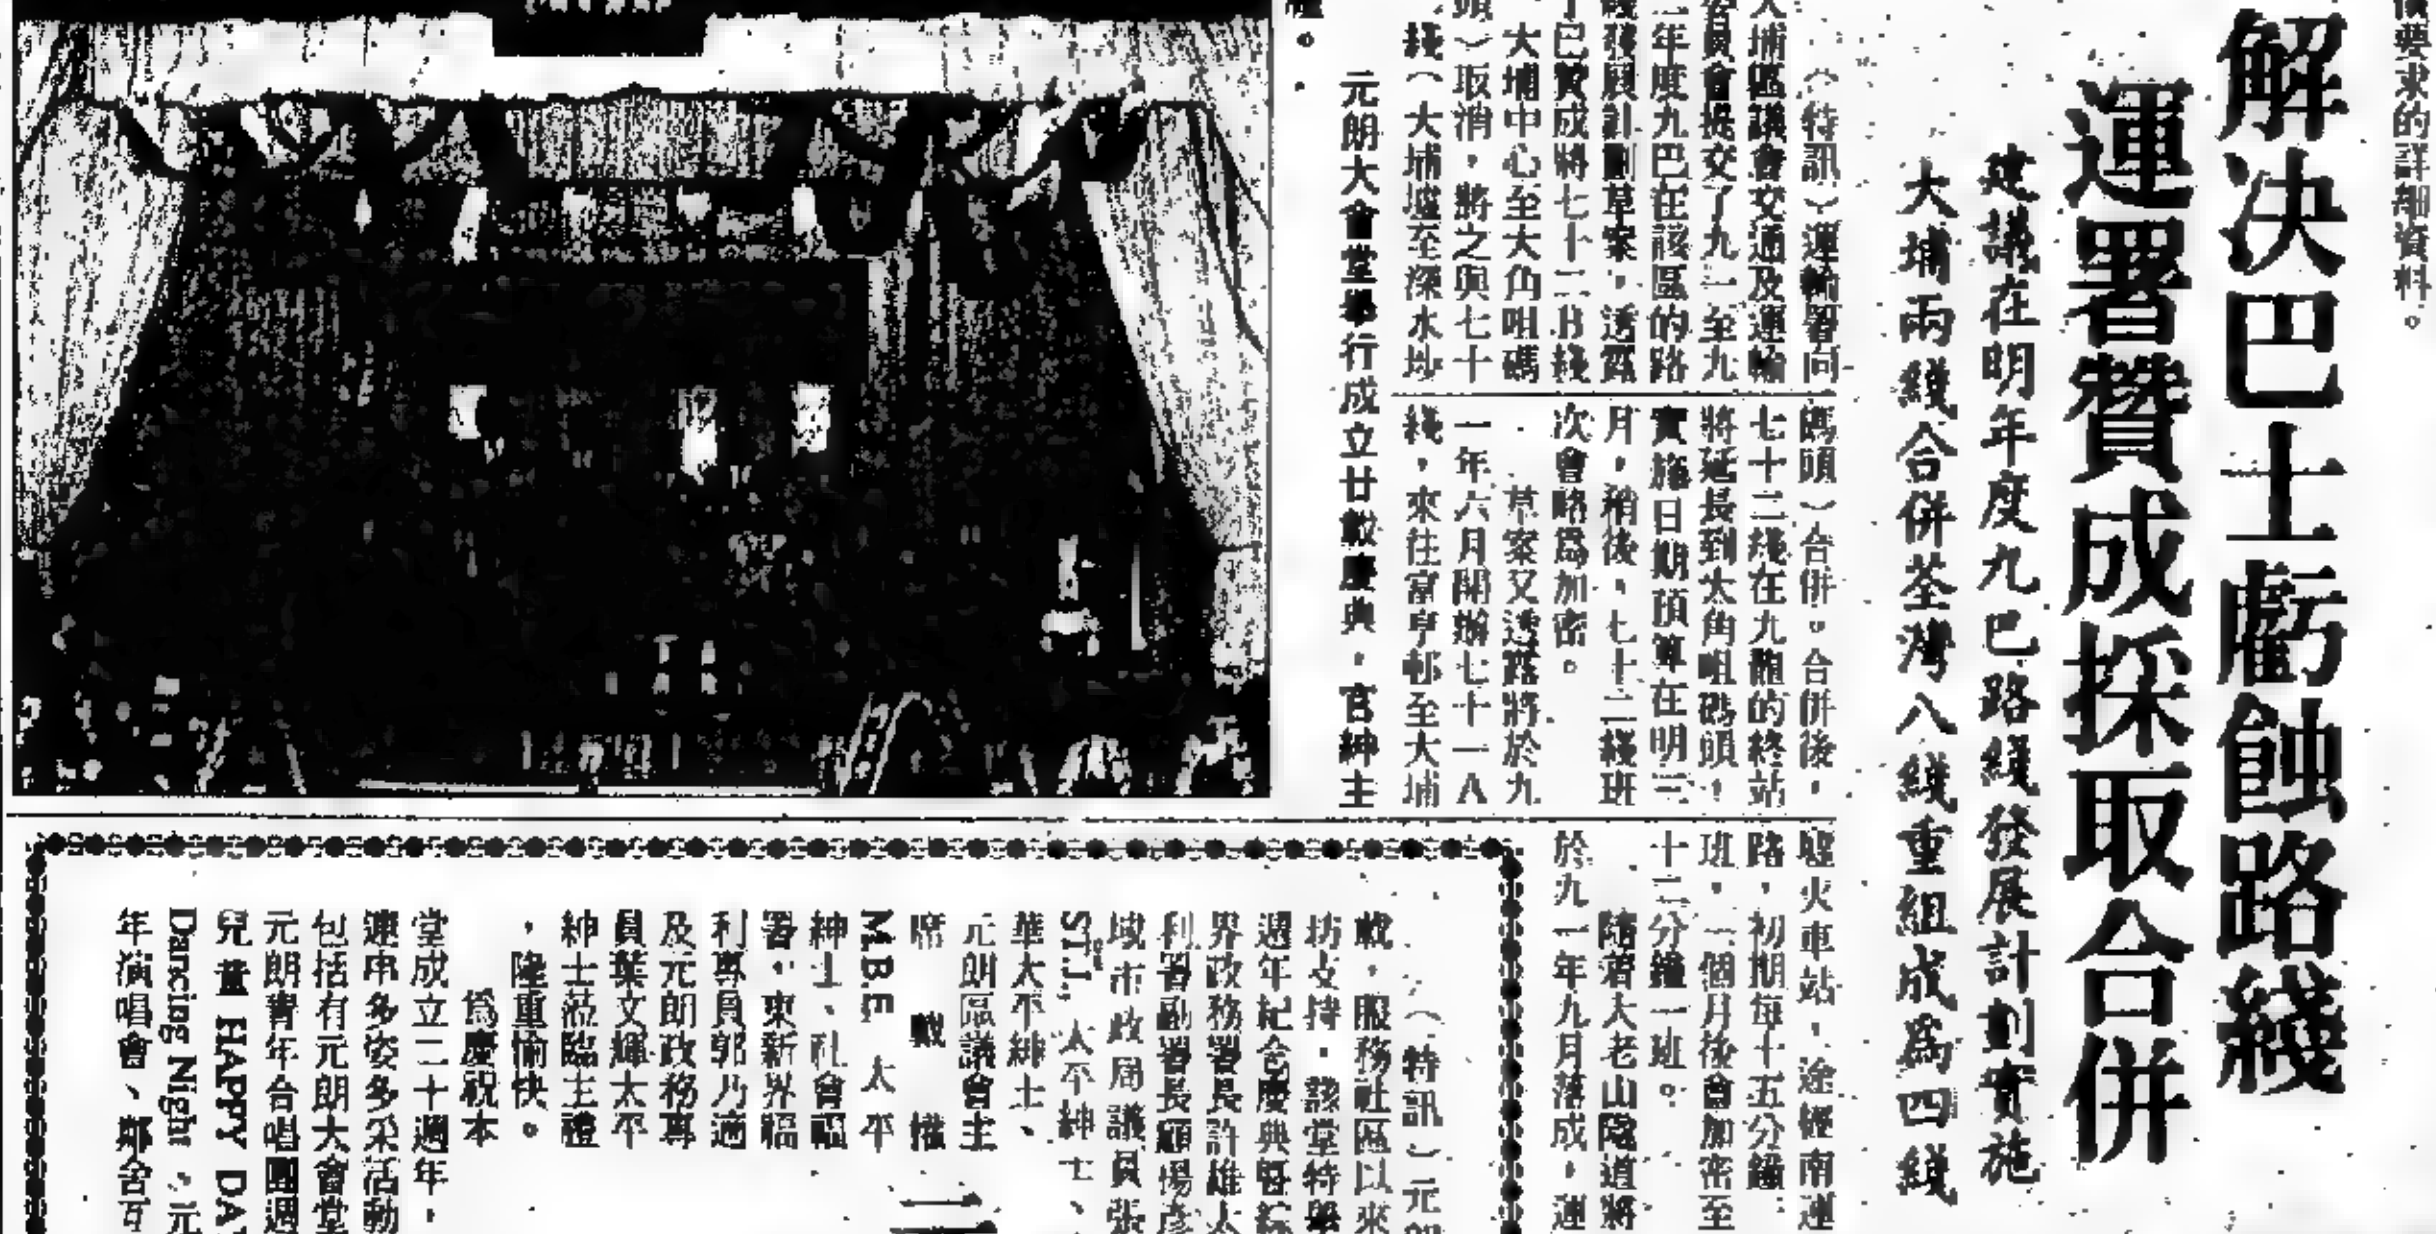 要求的詳細資料。
解決巴士虧蝕路綫
運署贊成採取合併
建議在明年度九巴路綫發展計劃實施
大埔兩綫合併荃灣八綫重組成為四綫
(特訊)運輸署向
大埔區議會交通及運輸
委員會提交了九一至九
二年度九巴在該區的路
綫發展計劃草案,透露
了已贊成將七十二B綫
大埔中心至大角咀碼
頭)取消,將之與七十
綫(大埔墟至深水埗
碼頭)合併。合併後,
七十二綫在九龍的終站
將延長到大角咀碼頭,
實施日期預算在明三
月,稍後,七十二綫班
次會略為加密。
草案又透露將於九
一年六月開辦七十一A
綫,來往富亨邨至大埔
墟火車站,途經南運
路,初期每十五分鐘
班,一個月後會加密至
十二分鐘一班。
隨着大老山隧道將
於九一年九月落成,運
元朗大會堂舉行成立廿載慶典,官紳主
禮。
(特訊)元朗
載,服務社區以來
坊支持,該堂特舉
週年紀念慶典暨綜
界政務署長許雄
利署副署長顧揚彥
域市政局議員張
ST.J.,太平紳士、
華太平紳士、
元朗區議會主
席戴權
M.B.E太平
紳士、社會福
署,東新界福
利專員郭乃適
及元朗政務專
員葉文輝太平
紳士蒞臨主禮
,隆重愉快。
為慶祝本
堂成立二十週年,
連串多姿多采活動
包括有元朗大會堂
元朗青年合唱團週
兒童HAPPY DA
Dancing Night、元
年演唱會、鄰舍互